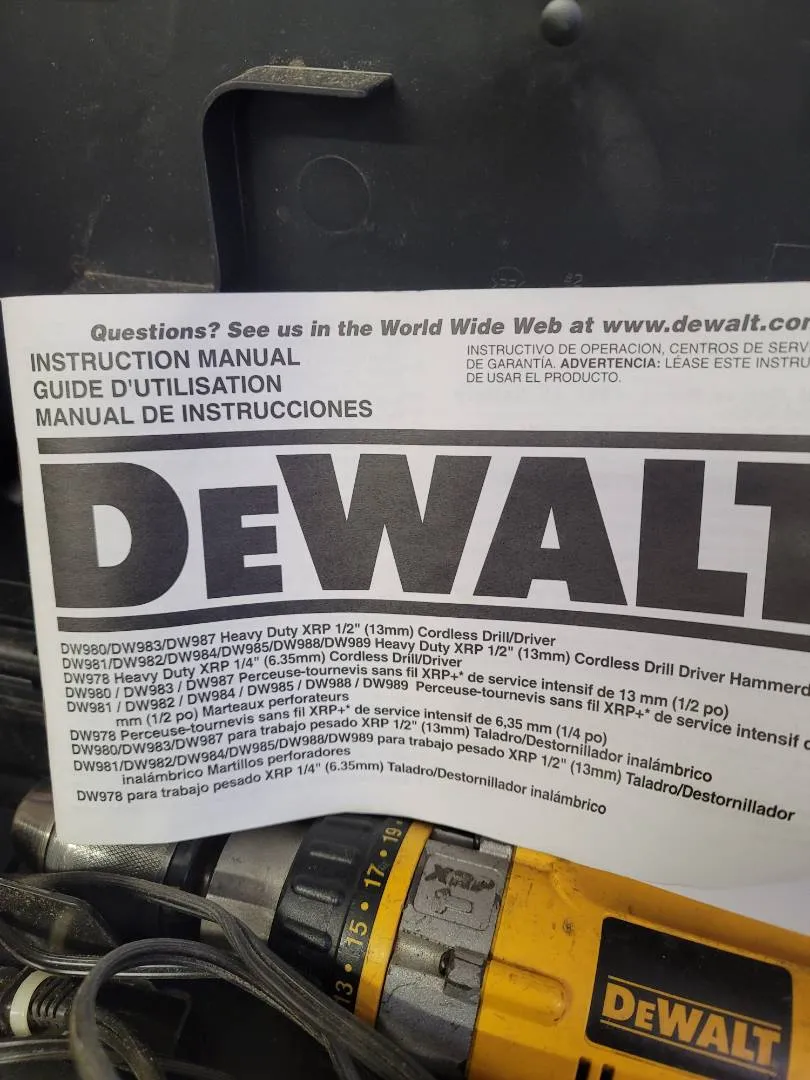 Questions? See us in the World Wide Web at www.dewalt.com
INSTRUCTION MANUAL
GUIDE D'UTILISATION
MANUAL DE INSTRUCCIONES
INSTRUCTIVO DE OPERACION, CENTROS DE SERV
DE GARANTÍA. ADVERTENCIA: LÉASE ESTE INSTRU
DE USAR EL PRODUCTO.
DEWALT
DW980/DW983/DW987 Heavy Duty XRP 1/2" (13mm) Cordless Drill/Driver
DW981/DW982/DW984/DW985/DW988/DW989 Heavy Duty XRP 1/2" (13mm) Cordless Drill Driver Hammerd
DW978 Heavy Duty XRP 1/4" (6.35mm) Cordless Drill/Driver
DW980 / DW983 / DW987 Perceuse-tournevis sans fil XRP+* de service intensif de 13 mm (1/2 po)
DW981 / DW982 / DW984 / DW985 / DW988 / DW989 Perceuse-tournevis sans fil XRP+* de service intensif d
mm (1/2 po) Marteaux perforateurs
DW978 Perceuse-tournevis sans fil XRP+* de service intensif de 6,35 mm (1/4 po)
DW980/DW983/DW987 para trabajo pesado XRP 1/2" (13mm) Taladro/Destornillador inalámbrico
DW981/DW982/DW984/DW985/DW988/DW989 para trabajo pesado XRP 1/2" (13mm) Taladro/Destornillador
inalámbrico Martillos perforadores
DW978 para trabajo pesado XRP 1/4" (6.35mm) Taladro/Destornillador inalámbrico
13 • 15 • 17 • 19
XRP
DEWALT